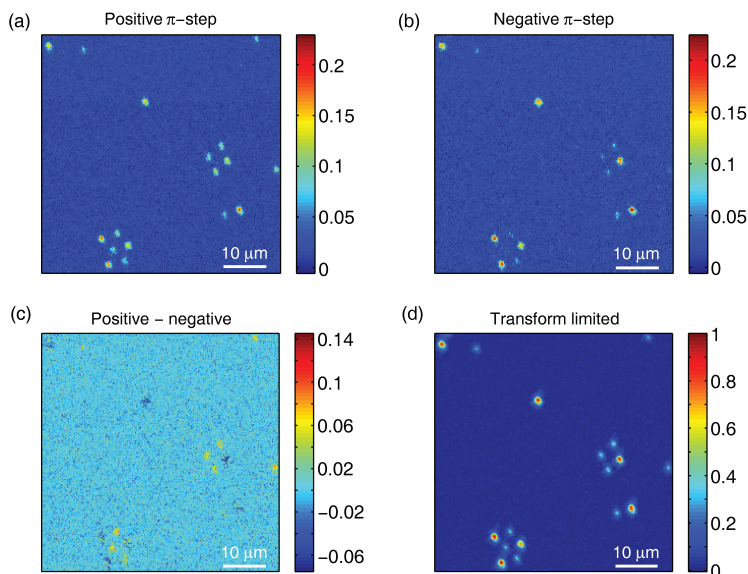 (a)
Positive π−step
0.2
0.15
0.1
0.05
0
10 μm
(b)
Negative π−step
0.2
0.15
0.1
0.05
0
10 μm
(c)
Positive − negative
0.14
0.1
0.06
0.02
−0.02
−0.06
10 μm
(d)
Transform limited
1
0.8
0.6
0.4
0.2
0
10 μm